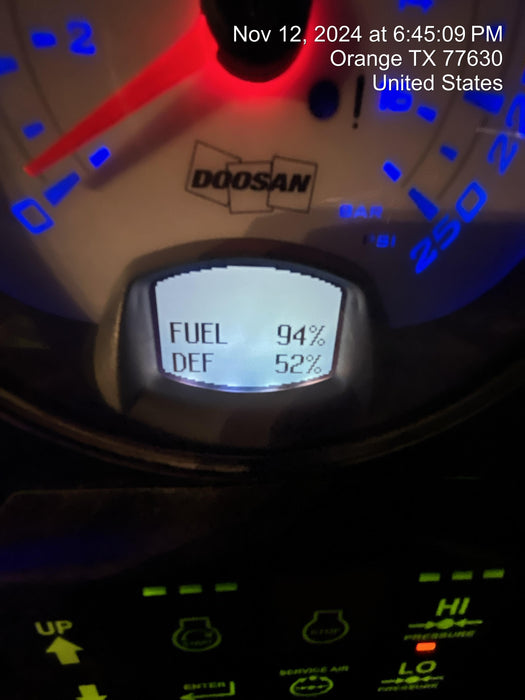 Nov 12, 2024 at 6:45:09 PM
Orange TX 77630
United States
2
0
!
DOOSAN
BAR
PSI
250
FUEL 94%
DEF 52%
UP
HI
PRESSURE
STOP
SERVICE AIR
ENTER
LO
PRESSURE